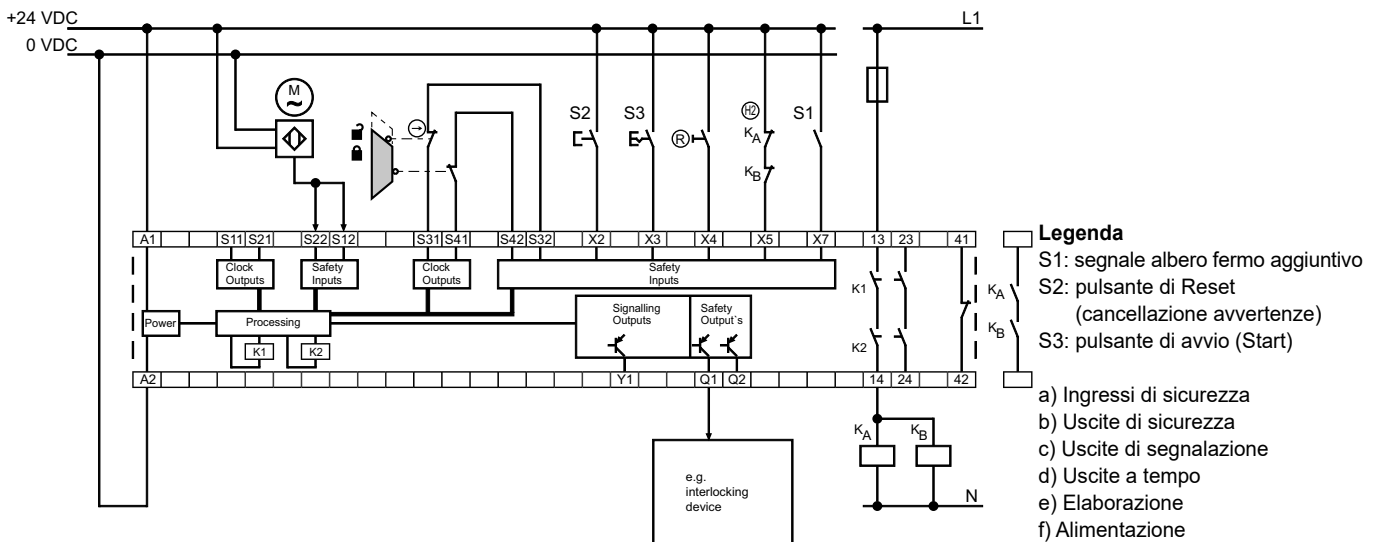 +24 VDC
L1
0 VDC
M
~
S2
S3
R
H2
KA
KB
S1
A1 S11 S21 S22 S12 S31 S41 S42 S32 X2 X3 X4 X5 X7 13 23 41
Clock Outputs
Safety Inputs
Clock Outputs
Safety Inputs
K1
K2
KA
KB
Power
Processing
K1
K2
Signalling Outputs
Safety Output`s
A2 Y1 Q1 Q2 14 24 42
KA
KB
e.g.
interlocking
device
N
Legenda
S1: segnale albero fermo aggiuntivo
S2: pulsante di Reset
(cancellazione avvertenze)
S3: pulsante di avvio (Start)
a) Ingressi di sicurezza
b) Uscite di sicurezza
c) Uscite di segnalazione
d) Uscite a tempo
e) Elaborazione
f) Alimentazione